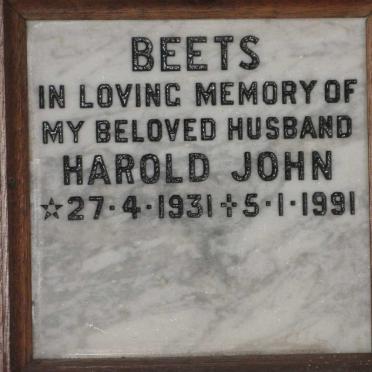 BEETS
IN LOVING MEMORY OF
MY BELOVED HUSBAND
HAROLD JOHN
☆27·4·1931✢5·1·1991